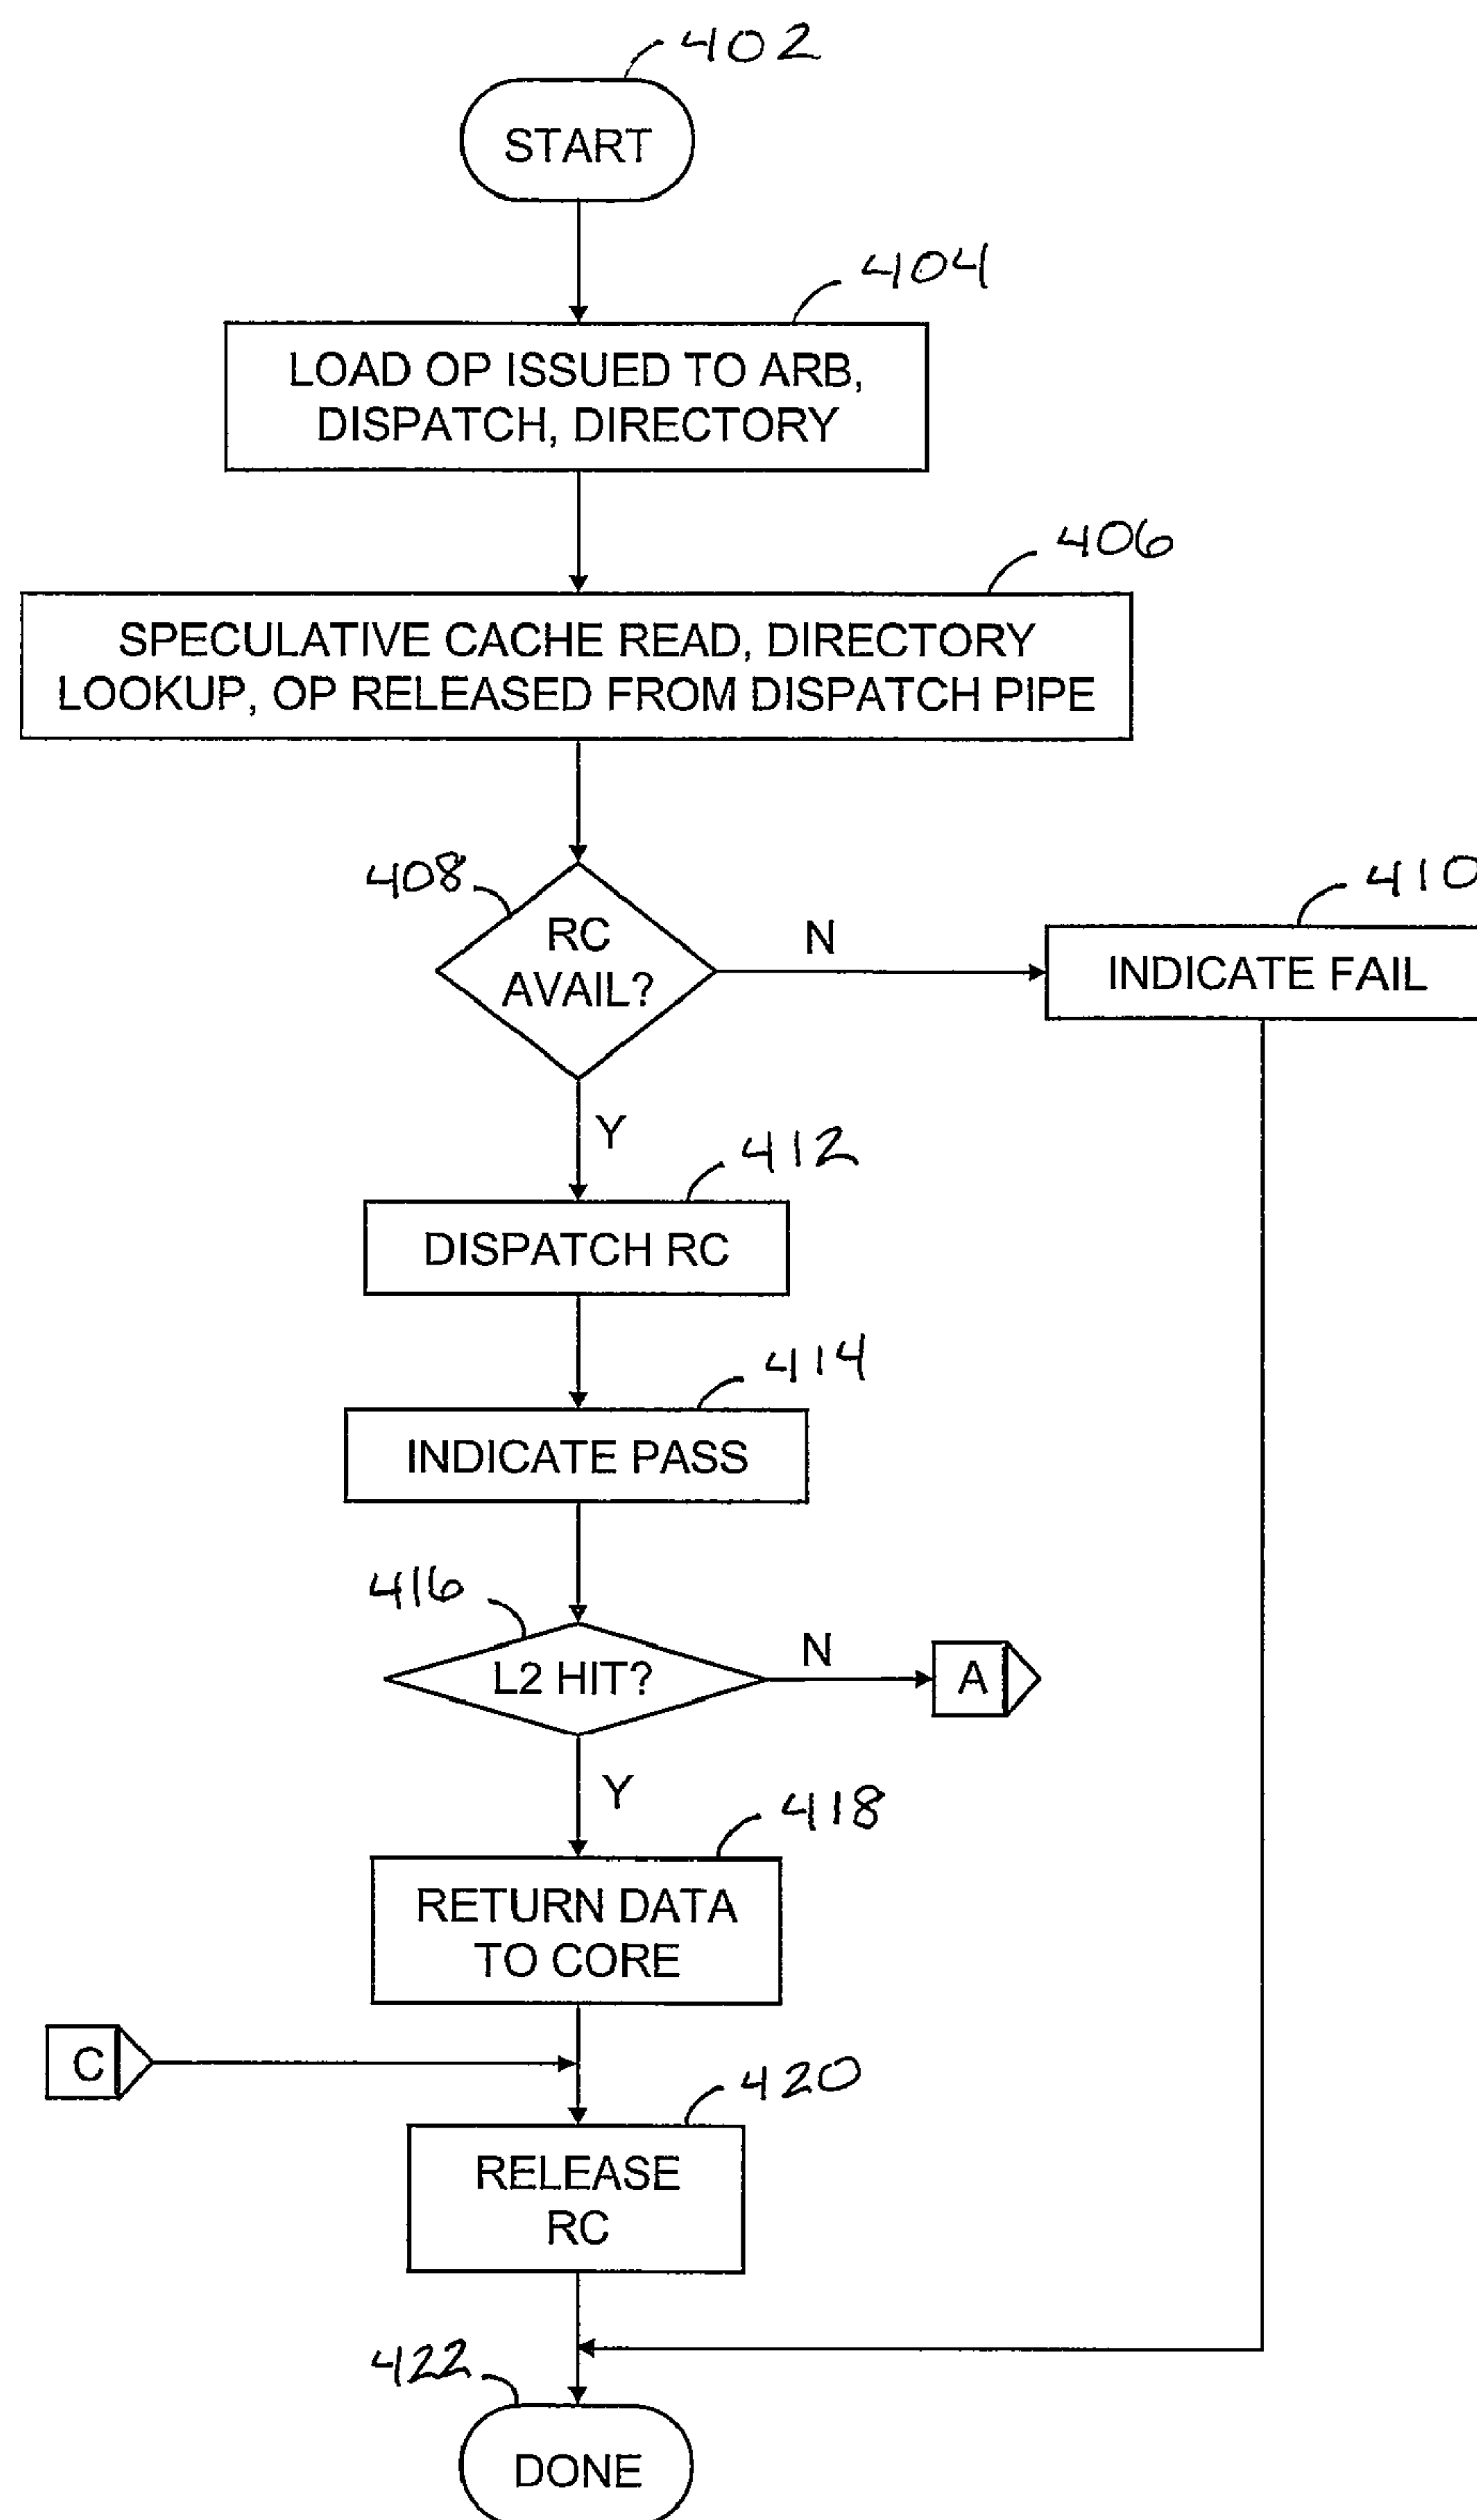 402
START
404
LOAD OP ISSUED TO ARB,
DISPATCH, DIRECTORY
406
SPECULATIVE CACHE READ, DIRECTORY
LOOKUP, OP RELEASED FROM DISPATCH PIPE
408
RC
AVAIL?
N
410
INDICATE FAIL
Y
412
DISPATCH RC
414
INDICATE PASS
416
L2 HIT?
N
A
Y
418
RETURN DATA
TO CORE
C
420
RELEASE
RC
422
DONE